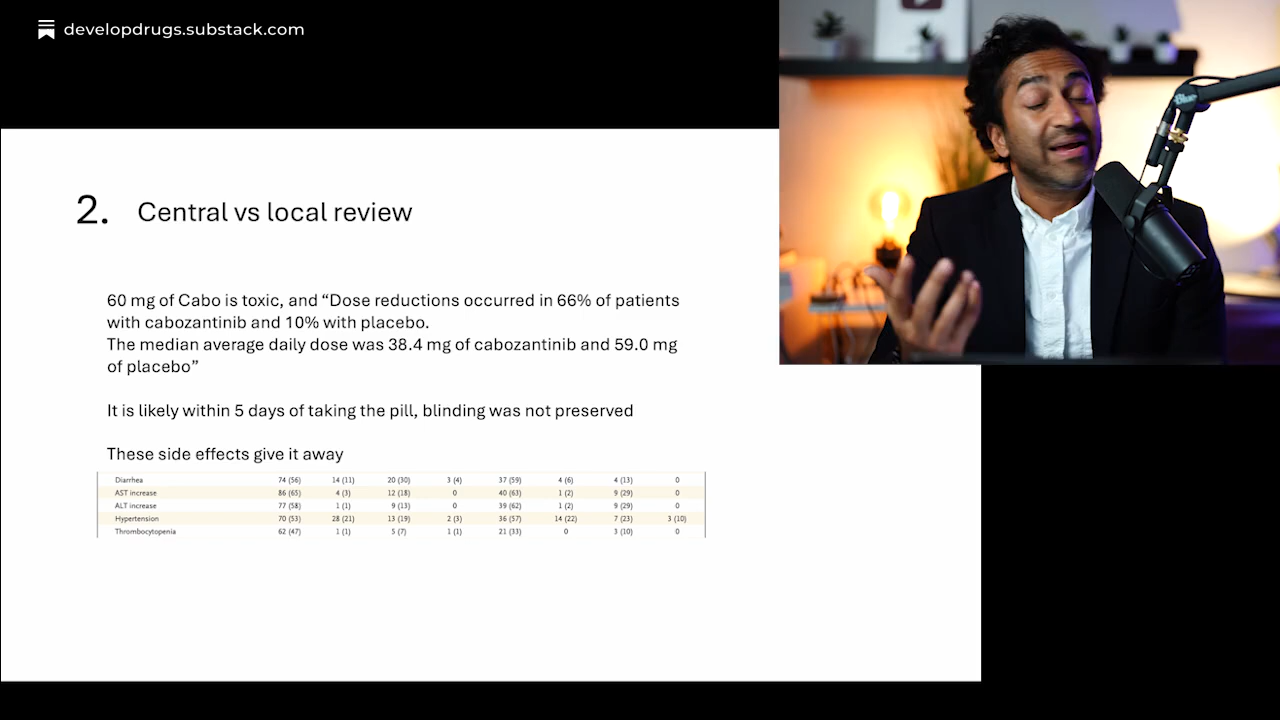 developdrugs.substack.com
2. Central vs local review
60 mg of Cabo is toxic, and “Dose reductions occurred in 66% of patients
with cabozantinib and 10% with placebo.
The median average daily dose was 38.4 mg of cabozantinib and 59.0 mg
of placebo”
It is likely within 5 days of taking the pill, blinding was not preserved
These side effects give it away
Diarrhea 74 (56) 14 (11) 20 (30) 3 (4) 37 (59) 4 (6) 4 (13) 0
AST increase 86 (65) 4 (3) 12 (18) 0 40 (63) 1 (2) 9 (29) 0
ALT increase 77 (58) 1 (1) 9 (13) 0 39 (62) 1 (2) 9 (29) 0
Hypertension 70 (53) 28 (21) 13 (19) 2 (3) 36 (57) 14 (22) 7 (23) 3 (10)
Thrombocytopenia 62 (47) 1 (1) 5 (7) 1 (1) 21 (33) 0 3 (10) 0
Blue